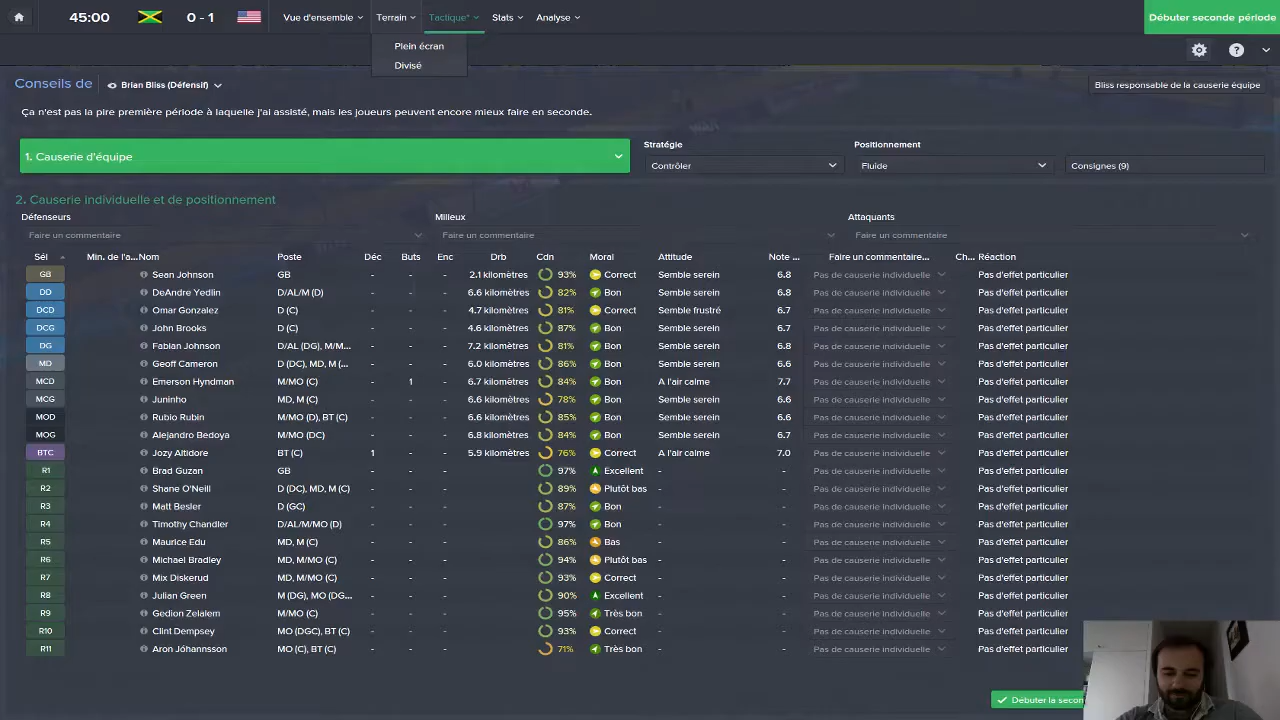 45:00 0 - 1 Vue d'ensemble Terrain Tactique* Stats Analyse Débuter seconde période
Plein écran
Divisé
Conseils de Brian Bliss (Défensif) Bliss responsable de la causerie équipe
Ça n'est pas la pire première période à laquelle j'ai assisté, mais les joueurs peuvent encore mieux faire en seconde.
Stratégie Positionnement
1. Causerie d'équipe Contrôler Fluide Consignes (9)
2. Causerie individuelle et de positionnement
Défenseurs Milieux Attaquants
Faire un commentaire Faire un commentaire Faire un commentaire
Sél Min. de l'a... Nom Poste Déc Buts Enc Drb Cdn Moral Attitude Note ... Faire un commentaire... Ch... Réaction
GB Sean Johnson GB - - - 2.1 kilomètres 93% Correct Semble serein 6.8 Pas de causerie individuelle Pas d'effet particulier
DD DeAndre Yedlin D/AL/M (D) - - - 6.6 kilomètres 82% Bon Semble serein 6.8 Pas de causerie individuelle Pas d'effet particulier
DCD Omar Gonzalez D (C) - - - 4.7 kilomètres 81% Correct Semble frustré 6.7 Pas de causerie individuelle Pas d'effet particulier
DCG John Brooks D (C) - - - 4.6 kilomètres 87% Bon Semble serein 6.7 Pas de causerie individuelle Pas d'effet particulier
DG Fabian Johnson D/AL (DG), M/M... - - - 7.2 kilomètres 81% Bon Semble serein 6.7 Pas de causerie individuelle Pas d'effet particulier
MD Geoff Cameron D (DC), MD, M (... - - - 6.0 kilomètres 86% Bon Semble serein 6.6 Pas de causerie individuelle Pas d'effet particulier
MCD Emerson Hyndman M/MO (C) - 1 - 6.7 kilomètres 84% Bon A l'air calme 7.7 Pas de causerie individuelle Pas d'effet particulier
MCG Juninho MD, M (C) - - - 6.6 kilomètres 78% Bon Semble serein 6.6 Pas de causerie individuelle Pas d'effet particulier
MOD Rubio Rubin M/MO (D), BT (C) - - - 6.6 kilomètres 85% Bon Semble serein 6.6 Pas de causerie individuelle Pas d'effet particulier
MOG Alejandro Bedoya M/MO (DC) - - - 6.8 kilomètres 84% Bon Semble serein 6.7 Pas de causerie individuelle Pas d'effet particulier
BTC Jozy Altidore BT (C) 1 - - 5.9 kilomètres 76% Correct A l'air calme 7.0 Pas de causerie individuelle Pas d'effet particulier
R1 Brad Guzan GB - - - 97% Excellent - - Pas de causerie individuelle Pas d'effet particulier
R2 Shane O'Neill D (DC), MD, M (C) - - - 89% Plutôt bas - - Pas de causerie individuelle Pas d'effet particulier
R3 Matt Besler D (GC) - - - 87% Bon - - Pas de causerie individuelle Pas d'effet particulier
R4 Timothy Chandler D/AL/M/MO (D) - - - 97% Bon - - Pas de causerie individuelle Pas d'effet particulier
R5 Maurice Edu MD, M (C) - - - 86% Bas - - Pas de causerie individuelle Pas d'effet particulier
R6 Michael Bradley MD, M/MO (C) - - - 94% Plutôt bas - - Pas de causerie individuelle Pas d'effet particulier
R7 Mix Diskerud MD, M/MO (C) - - - 93% Correct - - Pas de causerie individuelle Pas d'effet particulier
R8 Julian Green M (DG), MO (DG... - - - 90% Excellent - - Pas de causerie individuelle Pas d'effet particulier
R9 Gedion Zelalem M/MO (C) - - - 95% Très bon - - Pas de causerie individuelle Pas d'effet particulier
R10 Clint Dempsey MO (DGC), BT (C) - - - 93% Correct - - Pas de causerie individuelle Pas d'effet particulier
R11 Aron Jóhannsson MO (C), BT (C) - - - 71% Très bon - - Pas de causerie individuelle Pas d'effet particulier
Débuter la secon